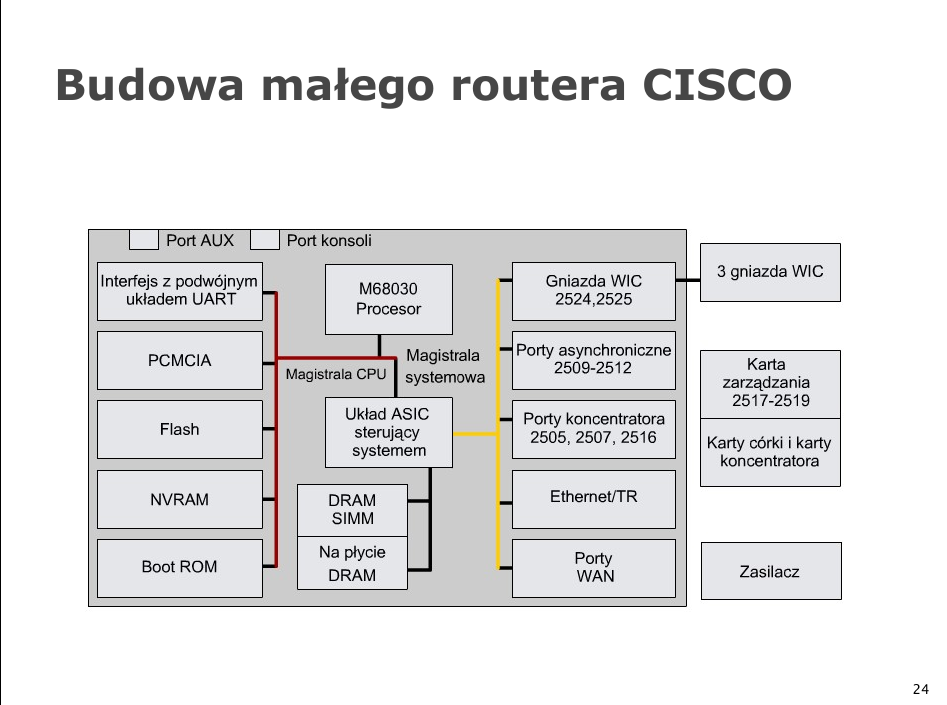 Budowa małego routera CISCO
Port AUX
Port konsoli
Interfejs z podwójnym
układem UART
PCMCIA
Flash
NVRAM
Boot ROM
M68030
Procesor
Magistrala CPU
Magistrala
systemowa
Układ ASIC
sterujący
systemem
DRAM
SIMM
Na płycie
DRAM
Gniazda WIC
2524,2525
Porty asynchroniczne
2509-2512
Porty koncentratora
2505, 2507, 2516
Ethernet/TR
Porty
WAN
3 gniazda WIC
Karta
zarządzania
2517-2519
Karty córki i karty
koncentratora
Zasilacz
24